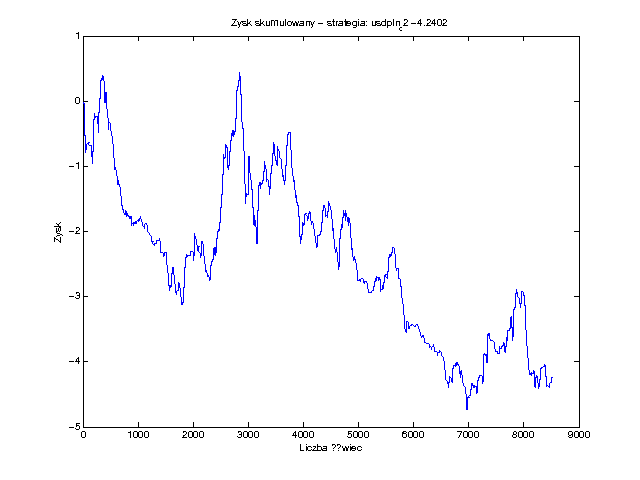 Zysk skumulowany – strategia: usdpln_c2 –4.2402
1
0
−1
−2
−3
−4
−5
Zysk
0 1000 2000 3000 4000 5000 6000 7000 8000 9000
Liczba ??wiec